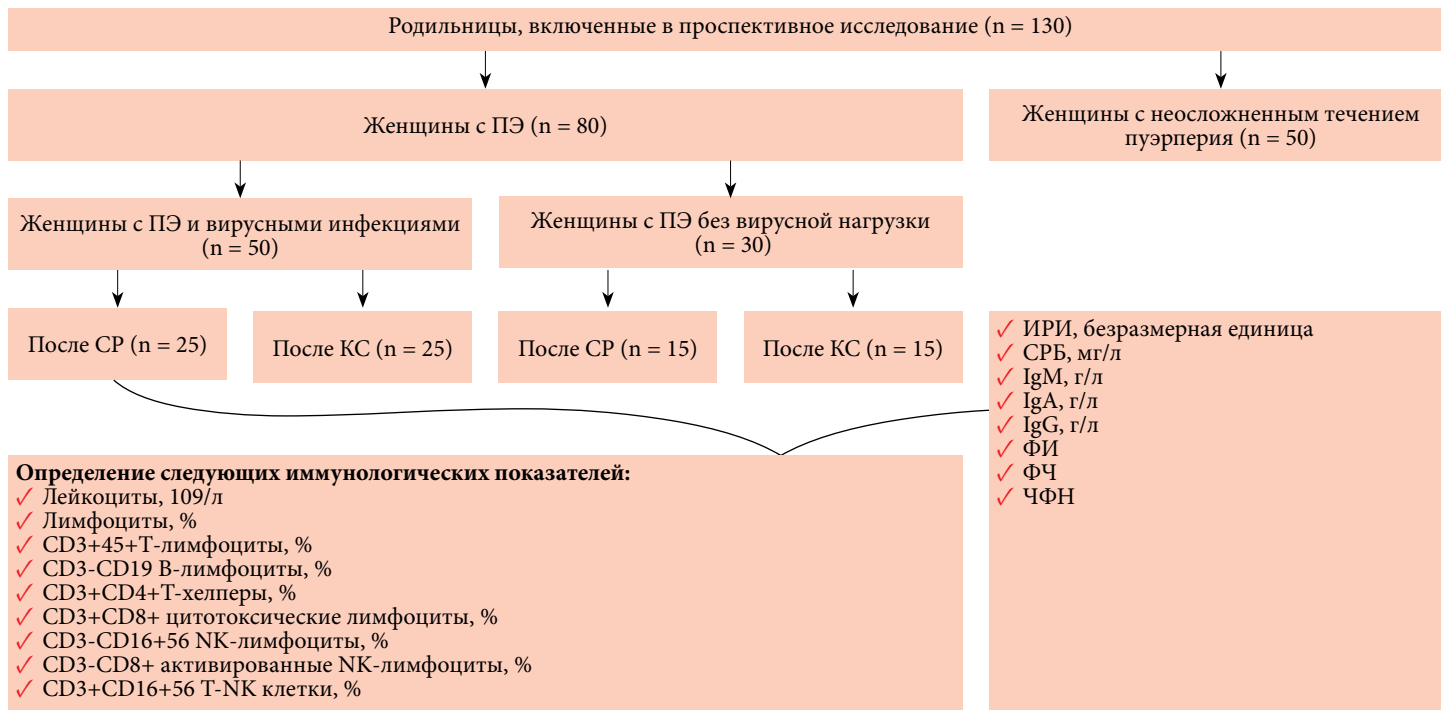 Родильницы, включенные в проспективное исследование (n = 130)
Женщины с ПЭ (n = 80)
Женщины с неосложненным течением
пуэрперия (n = 50)
Женщины с ПЭ и вирусными инфекциями
(n = 50)
Женщины с ПЭ без вирусной нагрузки
(n = 30)
После СР (n = 25)
После КС (n = 25)
После СР (n = 15)
После КС (n = 15)
Определение следующих иммунологических показателей:
✓ Лейкоциты, 109/л
✓ Лимфоциты, %
✓ CD3+45+Т-лимфоциты, %
✓ CD3-CD19 В-лимфоциты, %
✓ CD3+CD4+Т-хелперы, %
✓ CD3+CD8+ цитотоксические лимфоциты, %
✓ CD3-CD16+56 NK-лимфоциты, %
✓ CD3-CD8+ активированные NK-лимфоциты, %
✓ CD3+CD16+56 T-NK клетки, %
✓ ИРИ, безразмерная единица
✓ СРБ, мг/л
✓ IgM, г/л
✓ IgA, г/л
✓ IgG, г/л
✓ ФИ
✓ ФЧ
✓ ЧФН